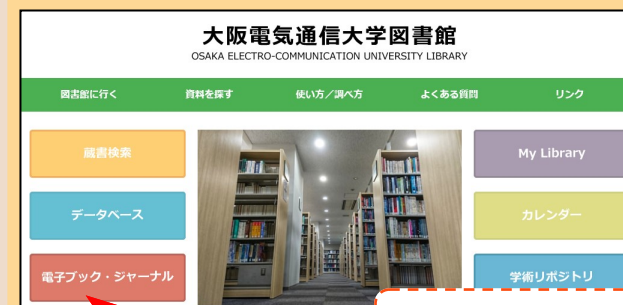 大阪電気通信大学図書館
OSAKA ELECTRO-COMMUNICATION UNIVERSITY LIBRARY
図書館に行く 資料を探す 使い方／調べ方 よくある質問 リンク
蔵書検索
My Library
データベース
カレンダー
電子ブック・ジャーナル
学術リポジトリ